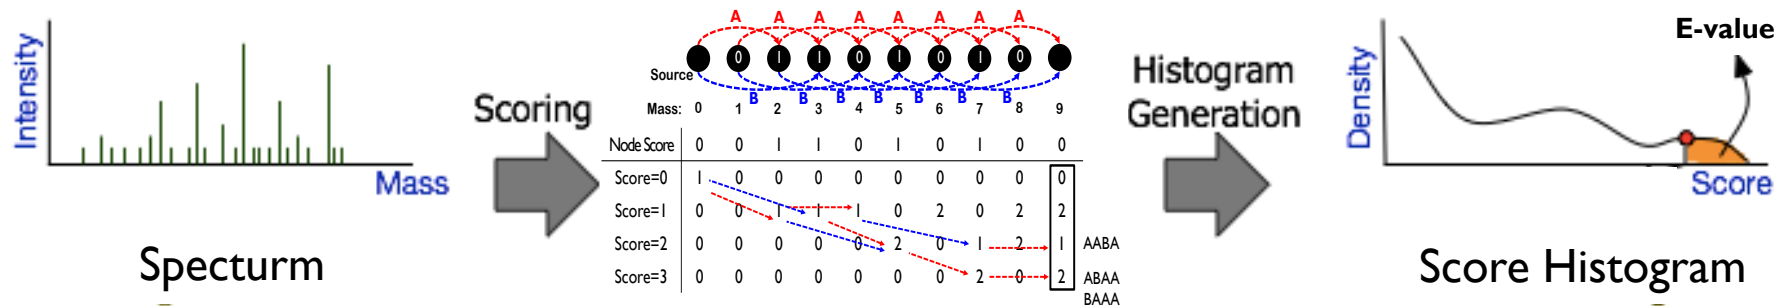 Intensity
Mass
Specturm
Scoring
A A A A A A A A
0 1 1 0 1 0 1 0
Source
B B B B B B B
Mass: 0 1 2 3 4 5 6 7 8 9
Node Score 0 0 1 1 0 1 0 1 0 0
Score=0 1 0 0 0 0 0 0 0 0 0
Score=1 0 0 1 1 1 0 2 0 2 2
Score=2 0 0 0 0 0 2 0 1 2 1 AABA
Score=3 0 0 0 0 0 0 0 2 0 2 ABAA
BAAA
Histogram
Generation
E-value
Density
Score
Score Histogram